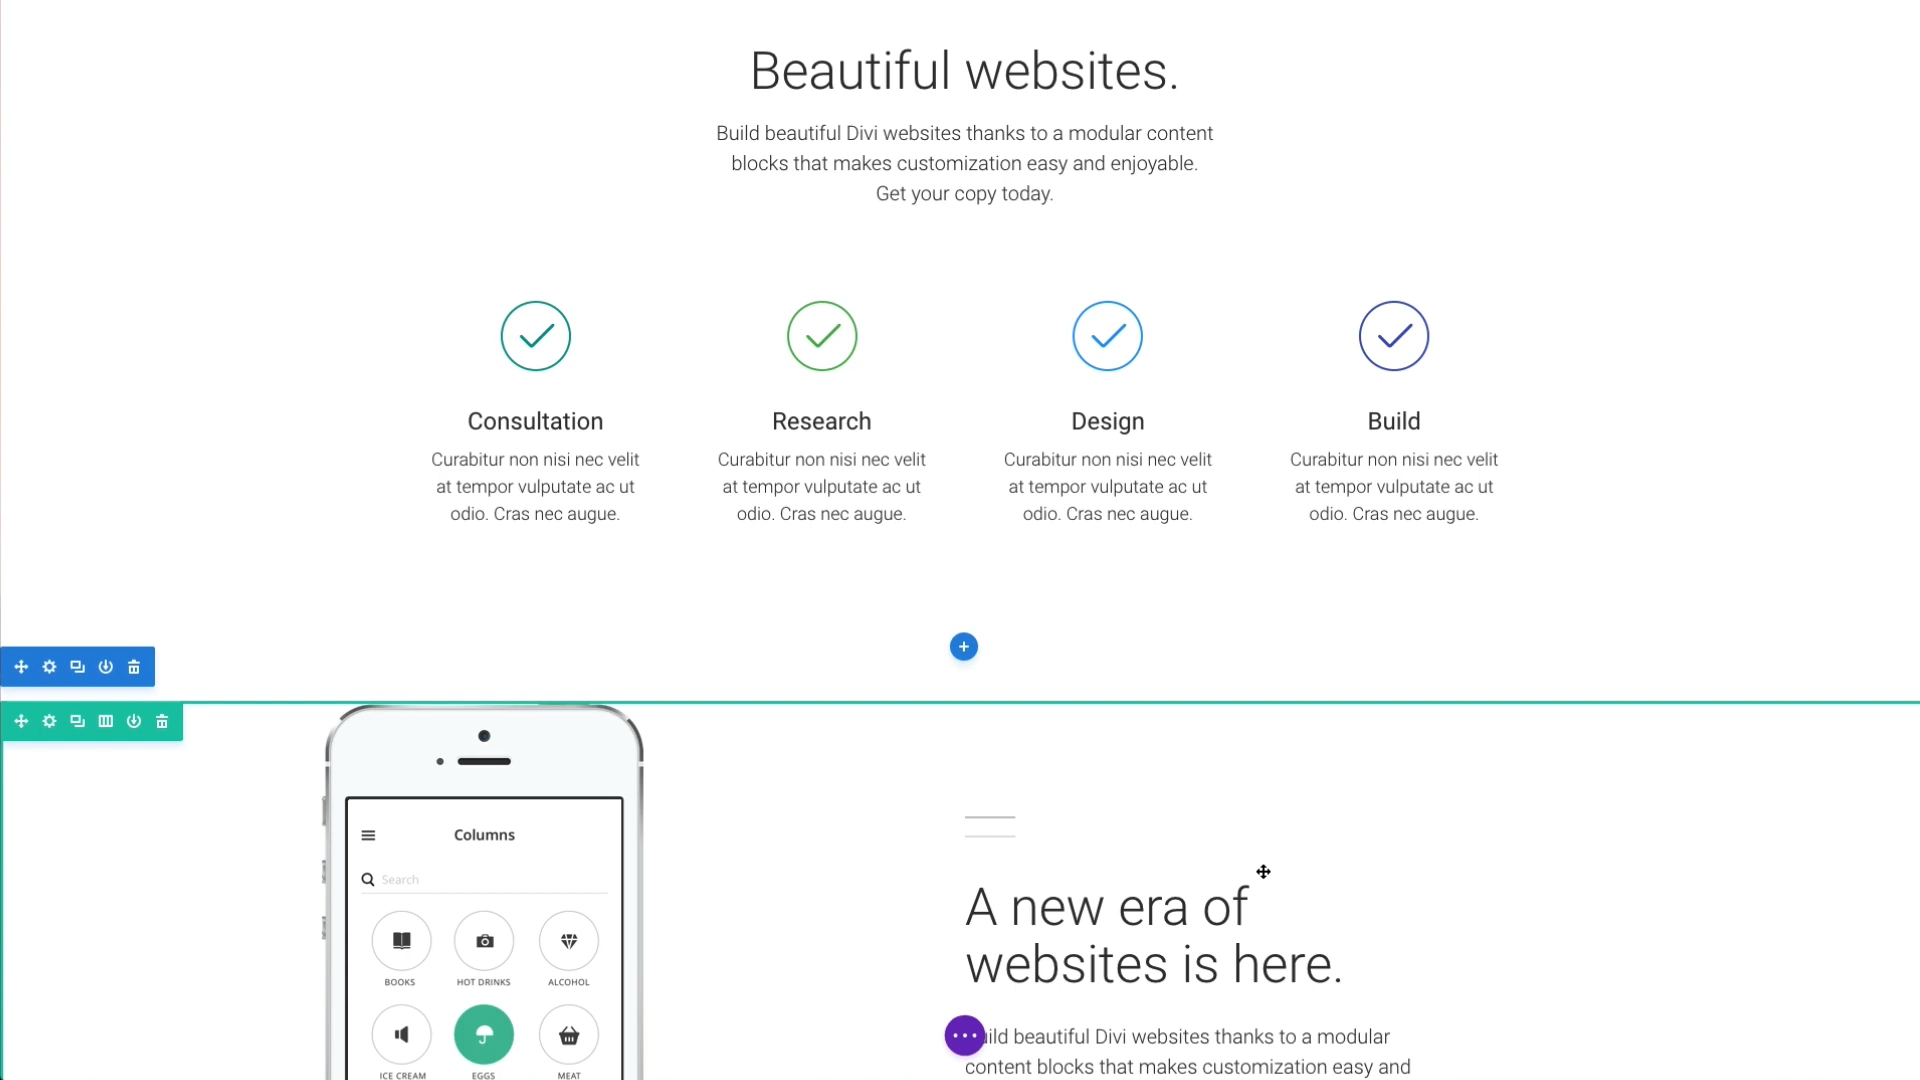 Beautiful websites.
Build beautiful Divi websites thanks to a modular content
blocks that makes customization easy and enjoyable.
Get your copy today.
Consultation
Curabitur non nisi nec velit
at tempor vulputate ac ut
odio. Cras nec augue.
Research
Curabitur non nisi nec velit
at tempor vulputate ac ut
odio. Cras nec augue.
Design
Curabitur non nisi nec velit
at tempor vulputate ac ut
odio. Cras nec augue.
Build
Curabitur non nisi nec velit
at tempor vulputate ac ut
odio. Cras nec augue.
Columns
Search
BOOKS
HOT DRINKS
ALCOHOL
ICE CREAM
EGGS
MEAT
A new era of
websites is here.
beautiful Divi websites thanks to a modular
content blocks that makes customization easy and